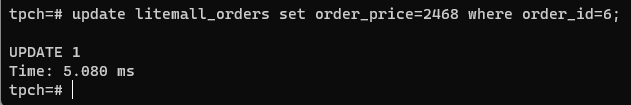 tpch=# update litemall_orders set order_price=2468 where order_id=6;
UPDATE 1
Time: 5.080 ms
tpch=#